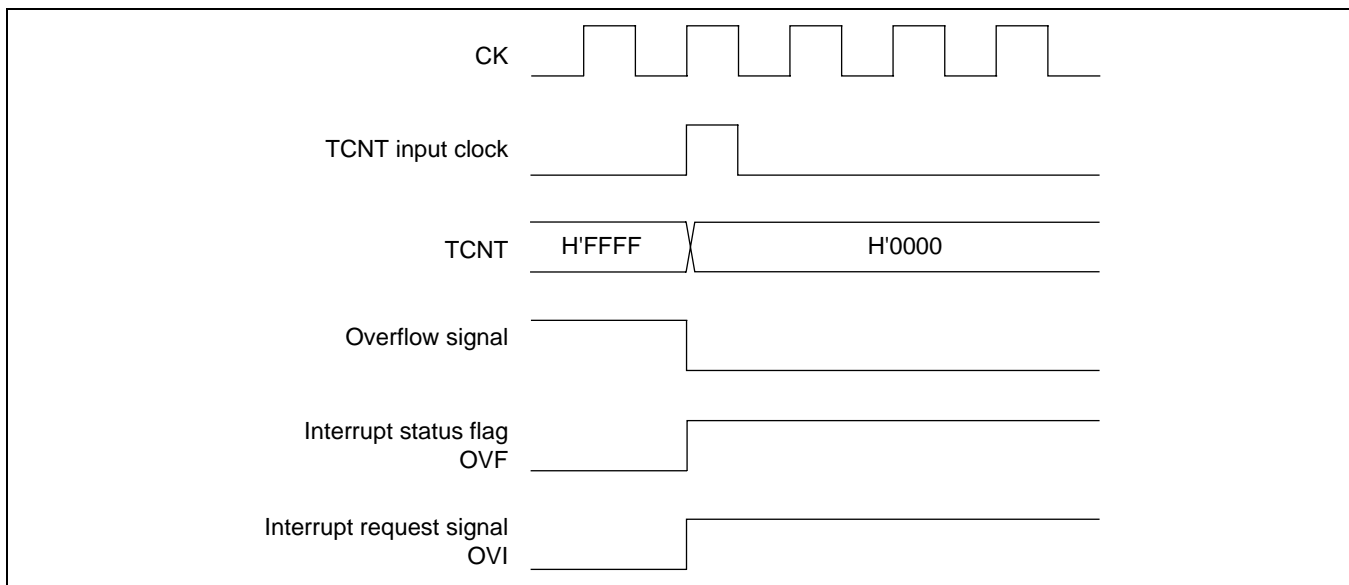 CK
TCNT input clock
TCNT
H'FFFF
H'0000
Overflow signal
Interrupt status flag
OVF
Interrupt request signal
OVI